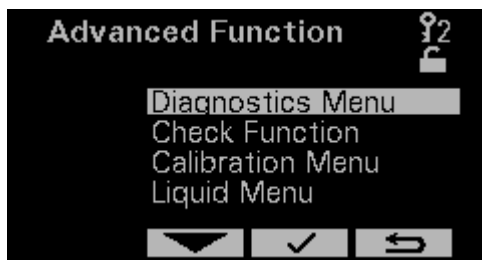 Advanced Function 2
Diagnostics Menu
Check Function
Calibration Menu
Liquid Menu